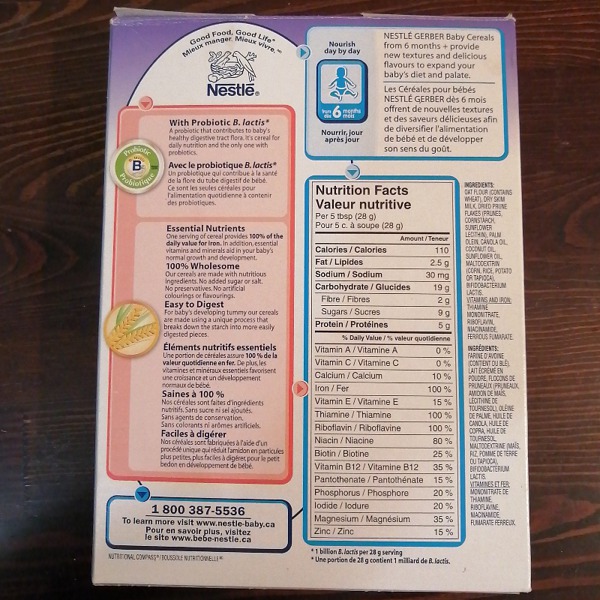 Good Food, Good Life*
Mieux manger. Mieux vivre.™
Nestlé®
Nourish
day by day
from 6 months
dès 6 mois
Nourrir, jour
après jour
NESTLÉ GERBER Baby Cereals
from 6 months + provide
new textures and delicious
flavours to expand your
baby's diet and palate.
Les Céréales pour bébés
NESTLÉ GERBER dès 6 mois
offrent de nouvelles textures
et des saveurs délicieuses afin
de diversifier l'alimentation
de bébé et de développer
son sens du goût.
Probiotic
B
Probiotique
With Probiotic B. lactis*
A probiotic that contributes to baby's
healthy digestive tract flora. It's cereal for
daily nutrition and the only one with
probiotics.
Avec le probiotique B. lactis*
Un probiotique qui contribue à la santé
de la flore du tube digestif de bébé.
Ce sont les seules céréales pour
l'alimentation quotidienne à contenir
des probiotiques.
Essential Nutrients
One serving of cereal provides 100% of the
daily value for Iron. In addition, essential
vitamins and minerals aid in your baby's
normal growth and development.
100% Wholesome
Our cereals are made with nutritious
ingredients. No added sugar or salt.
No preservatives. No artificial
colourings or flavourings.
Easy to Digest
For baby's developing tummy our cereals
are made using a unique process that
breaks down the starch into more easily
digested pieces.
Éléments nutritifs essentiels
Une portion de céréales assure 100 % de la
valeur quotidienne en fer. De plus, les
vitamines et minéraux essentiels favorisent
une croissance et un développement
normaux de bébé.
Saines à 100 %
Nos céréales sont faites d'ingrédients
nutritifs. Sans sucre ni sel ajoutés.
Sans agents de conservation.
Sans colorants ni arômes artificiels.
Faciles à digérer
Nos céréales sont fabriquées à l'aide d'un
procédé unique qui réduit l'amidon en particules
plus petites, plus faciles à digérer pour le petit
bedon en développement de bébé.
1 800 387-5536
To learn more visit www.nestle-baby.ca
Pour en savoir plus, visitez
le site www.bebe-nestle.ca
NUTRITIONAL COMPASS*/BOUSSOLE NUTRITIONNELLE™
Nutrition Facts
Valeur nutritive
Per 5 tbsp (28 g)
Pour 5 c. à soupe (28 g)
Amount / Teneur
Calories / Calories 110
Fat / Lipides 2.5 g
Sodium / Sodium 30 mg
Carbohydrate / Glucides 19 g
Fibre / Fibres 2 g
Sugars / Sucres 9 g
Protein / Protéines 5 g
% Daily Value / % valeur quotidienne
Vitamin A / Vitamine A 0 %
Vitamin C / Vitamine C 0 %
Calcium / Calcium 10 %
Iron / Fer 100 %
Vitamin E / Vitamine E 15 %
Thiamine / Thiamine 100 %
Riboflavin / Riboflavine 100 %
Niacin / Niacine 80 %
Biotin / Biotine 25 %
Vitamin B12 / Vitamine B12 35 %
Pantothenate / Pantothénate 15 %
Phosphorus / Phosphore 20 %
Iodide / Iodure 20 %
Magnesium / Magnésium 35 %
Zinc / Zinc 15 %
* 1 billion B. lactis per 28 g serving
* Une portion de 28 g contient 1 milliard de B. lactis.
INGREDIENTS:
OAT FLOUR (CONTAINS
WHEAT), DRY SKIM
MILK, DRIED PRUNE
FLAKES (PRUNES,
CORNSTARCH,
SUNFLOWER
LECITHIN), PALM
OLEIN, CANOLA OIL,
COCONUT OIL,
SUNFLOWER OIL,
MALTODEXTRIN
(CORN, RICE, POTATO
OR TAPIOCA),
BIFIDOBACTERIUM
LACTIS.
VITAMINS AND IRON:
THIAMINE
MONONITRATE,
RIBOFLAVIN,
NIACINAMIDE,
FERROUS FUMARATE.
INGRÉDIENTS:
FARINE D'AVOINE
(CONTIENT DU BLÉ),
LAIT ÉCRÉMÉ EN
POUDRE, FLOCONS DE
PRUNEAUX (PRUNEAUX,
AMIDON DE MAÏS,
LÉCITHINE DE
TOURNESOL), OLÉINE
DE PALME, HUILE DE
CANOLA, HUILE DE
COPRA, HUILE DE
TOURNESOL,
MALTODEXTRINE (MAÏS,
RIZ, POMME DE TERRE
OU TAPIOCA),
BIFIDOBACTERIUM
LACTIS.
VITAMINES ET FER:
MONONITRATE DE
THIAMINE,
RIBOFLAVINE,
NIACINAMIDE,
FUMARATE FERREUX.